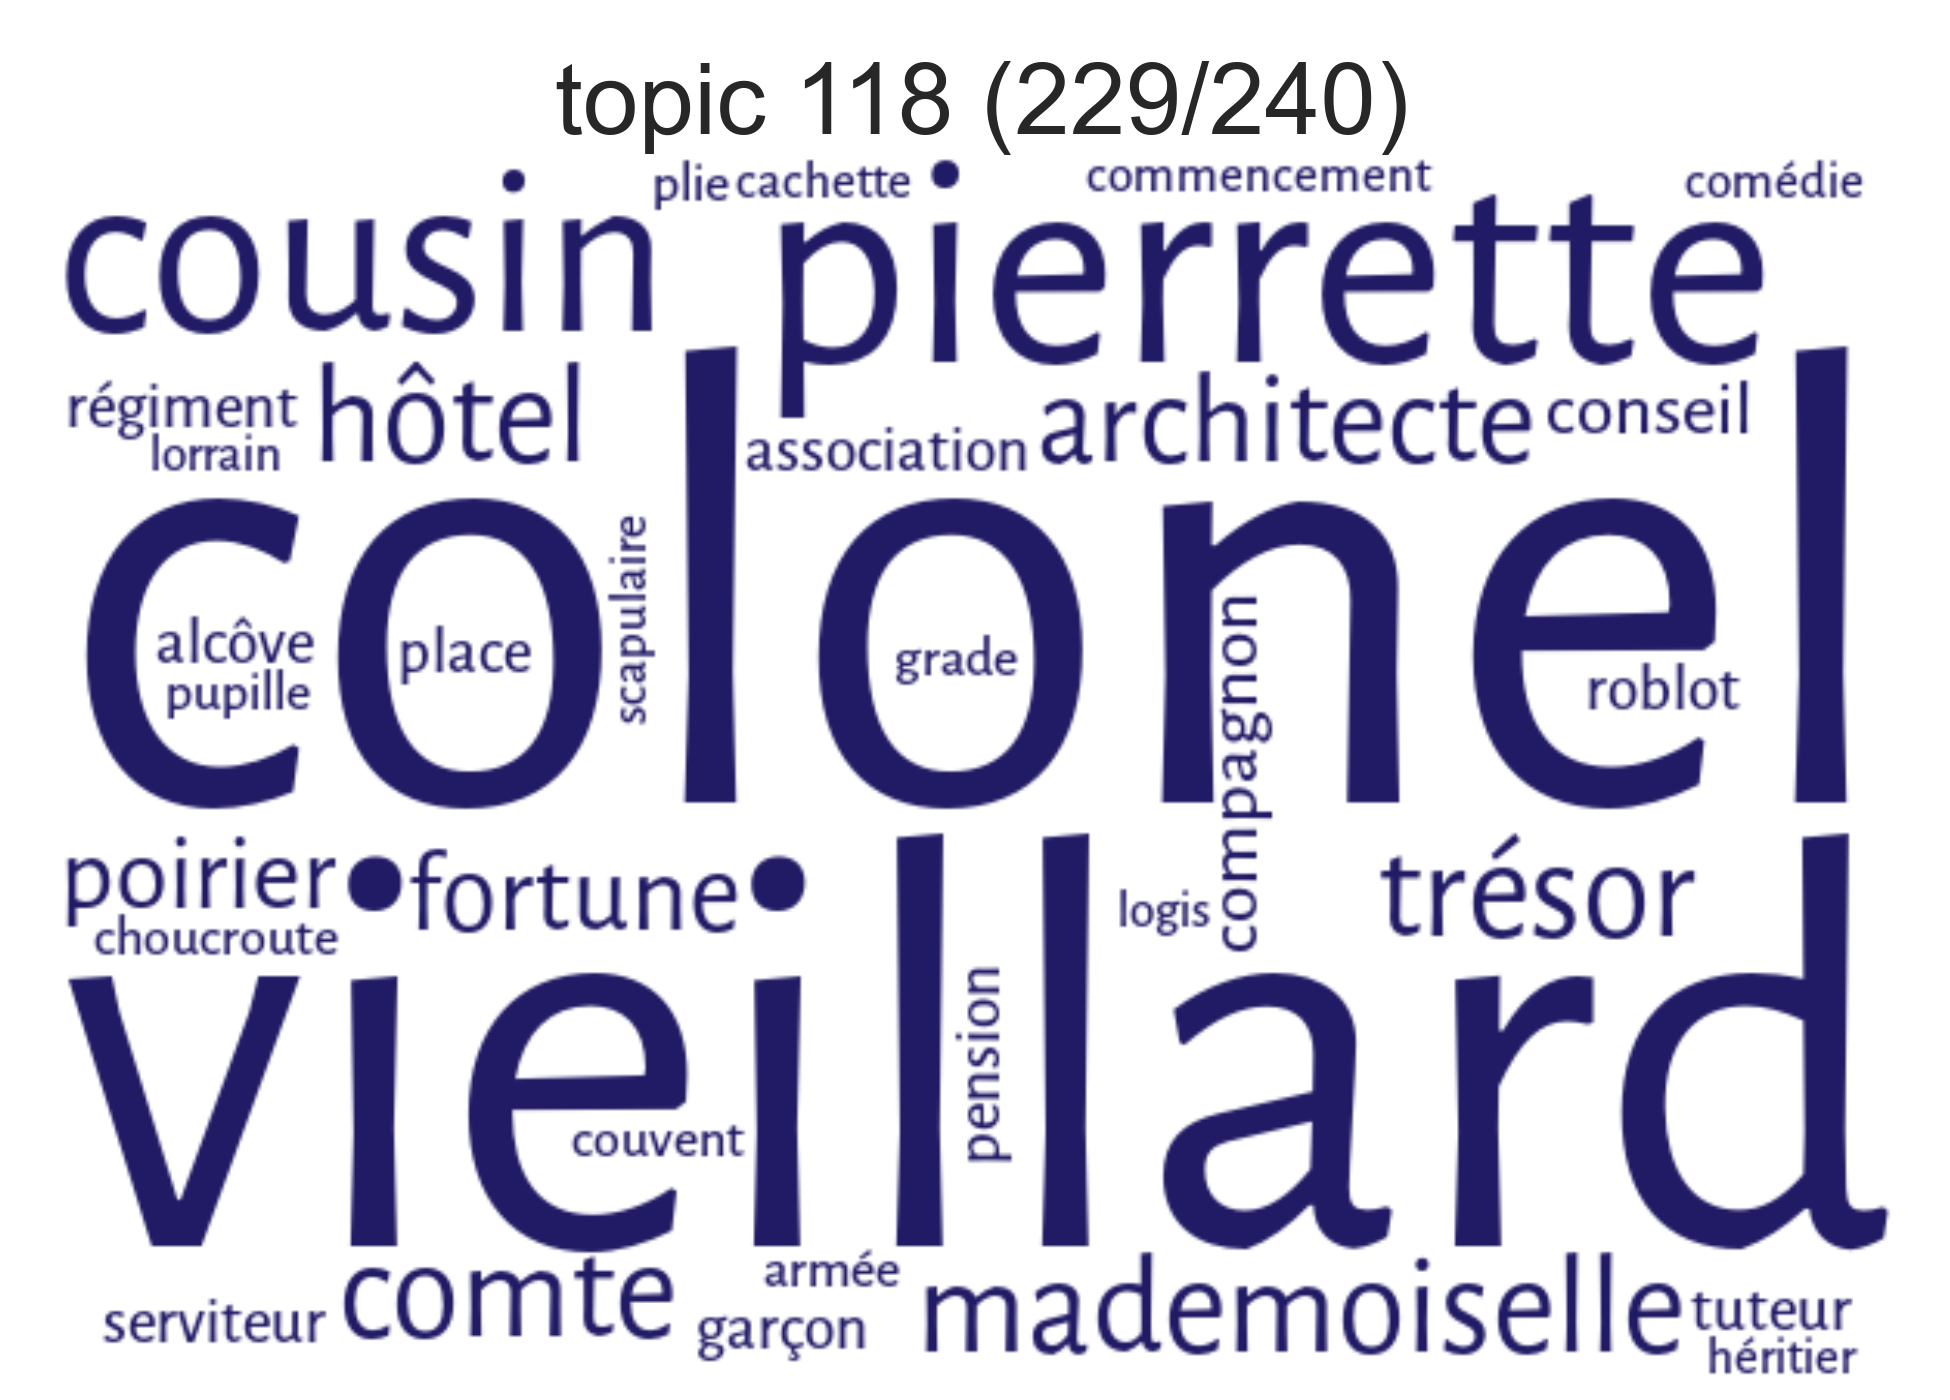 topic 118 (229/240)
plie cachette commencement comédie
cousin pierrette
régiment hôtel architecte conseil
lorrain association
colonel
scapulaire
alcôve place grade compagnon
pupille roblot
poirier fortune logis trésor
choucroute
vieillard
pension
couvent
serviteur comte armée mademoiselle tuteur
garçon héritier